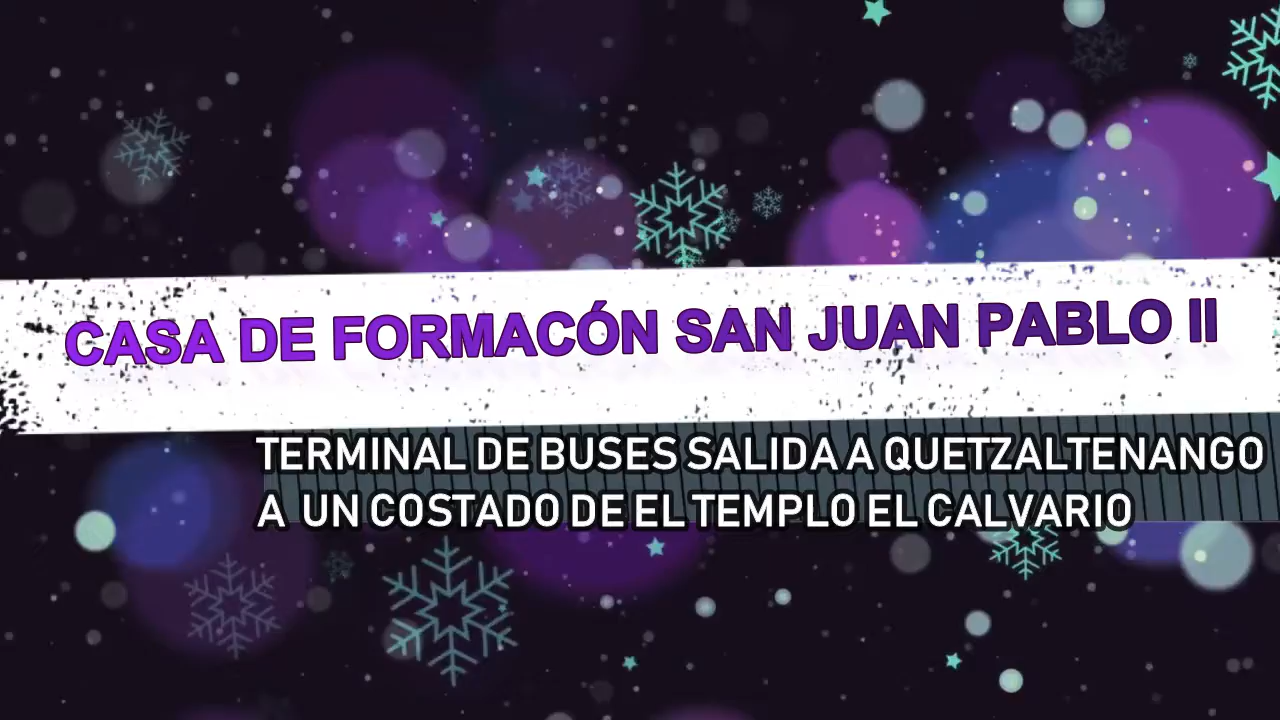 CASA DE FORMACÓN SAN JUAN PABLO II
TERMINAL DE BUSES SALIDA A QUETZALTENANGO
A UN COSTADO DE EL TEMPLO EL CALVARIO